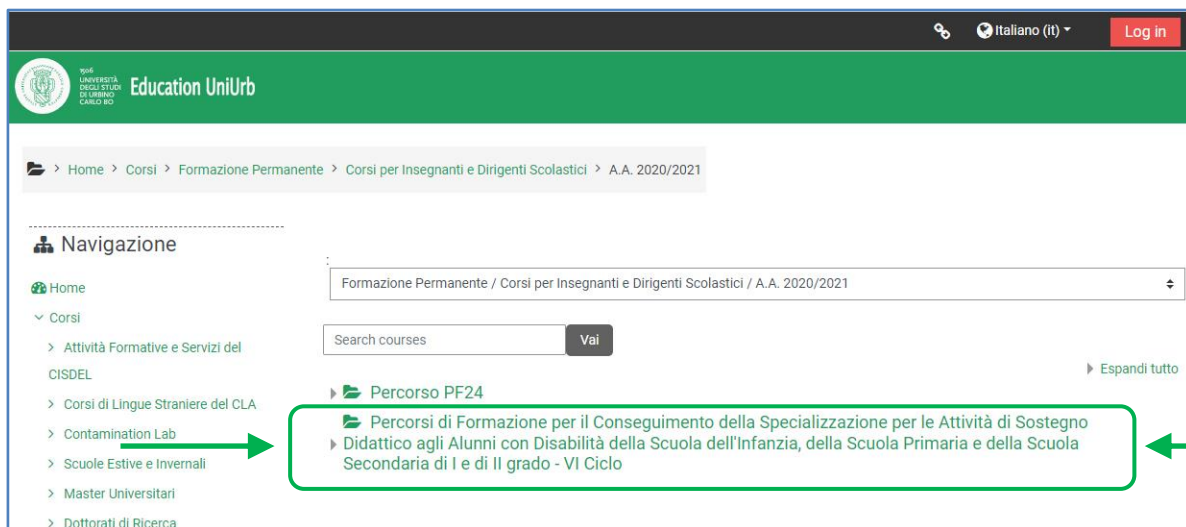 Italiano (it)
Log in
1506
UNIVERSITÀ
DEGLI STUDI
DI URBINO
CARLO BO
Education UniUrb
> Home > Corsi > Formazione Permanente > Corsi per Insegnanti e Dirigenti Scolastici > A.A. 2020/2021
Navigazione
Home
Corsi
> Attività Formative e Servizi del
CISDEL
> Corsi di Lingue Straniere del CLA
> Contamination Lab
> Scuole Estive e Invernali
> Master Universitari
> Dottorati di Ricerca
:
Formazione Permanente / Corsi per Insegnanti e Dirigenti Scolastici / A.A. 2020/2021
Search courses
Vai
Espandi tutto
Percorso PF24
Percorsi di Formazione per il Conseguimento della Specializzazione per le Attività di Sostegno
Didattico agli Alunni con Disabilità della Scuola dell'Infanzia, della Scuola Primaria e della Scuola
Secondaria di I e di II grado - VI Ciclo